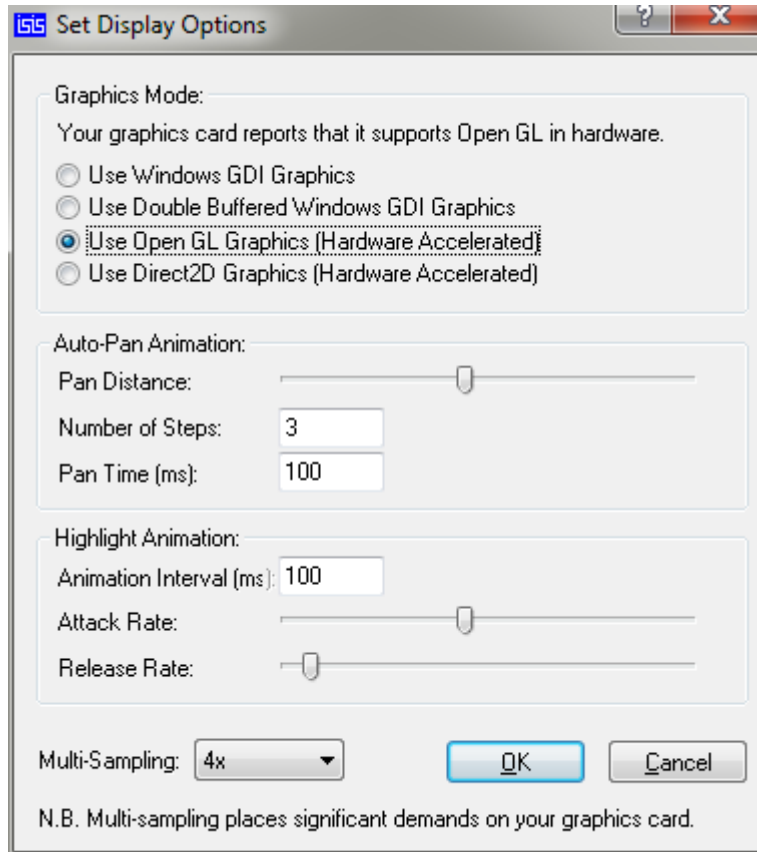 isis Set Display Options
Graphics Mode:
Your graphics card reports that it supports Open GL in hardware.
Use Windows GDI Graphics
Use Double Buffered Windows GDI Graphics
Use Open GL Graphics (Hardware Accelerated)
Use Direct2D Graphics (Hardware Accelerated)
Auto-Pan Animation:
Pan Distance:
Number of Steps: 3
Pan Time (ms): 100
Highlight Animation:
Animation Interval (ms): 100
Attack Rate:
Release Rate:
Multi-Sampling: 4x OK Cancel
N.B. Multi-sampling places significant demands on your graphics card.